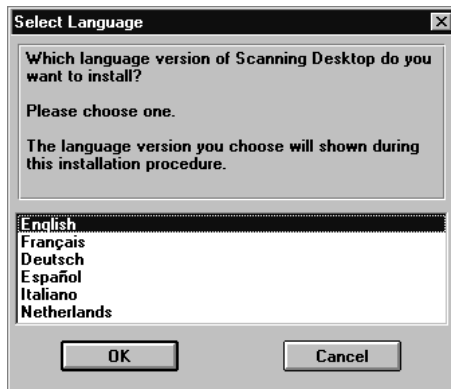 Select Language
Which language version of Scanning Desktop do you
want to install?
Please choose one.
The language version you choose will shown during
this installation procedure.
English
Français
Deutsch
Español
Italiano
Netherlands
OK
Cancel